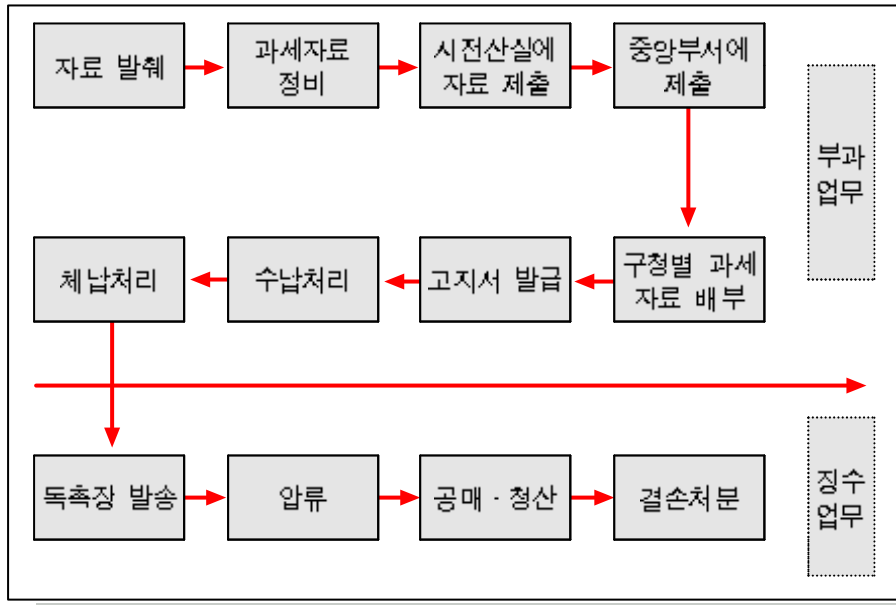 자료 발췌
과세자료
정비
시전산실에
자료 제출
중앙부서에
제출
부과
업무
체납처리
수납처리
고지서 발급
구청별 과세
자료 배부
독촉장 발송
압류
공매 · 청산
결손처분
징수
업무